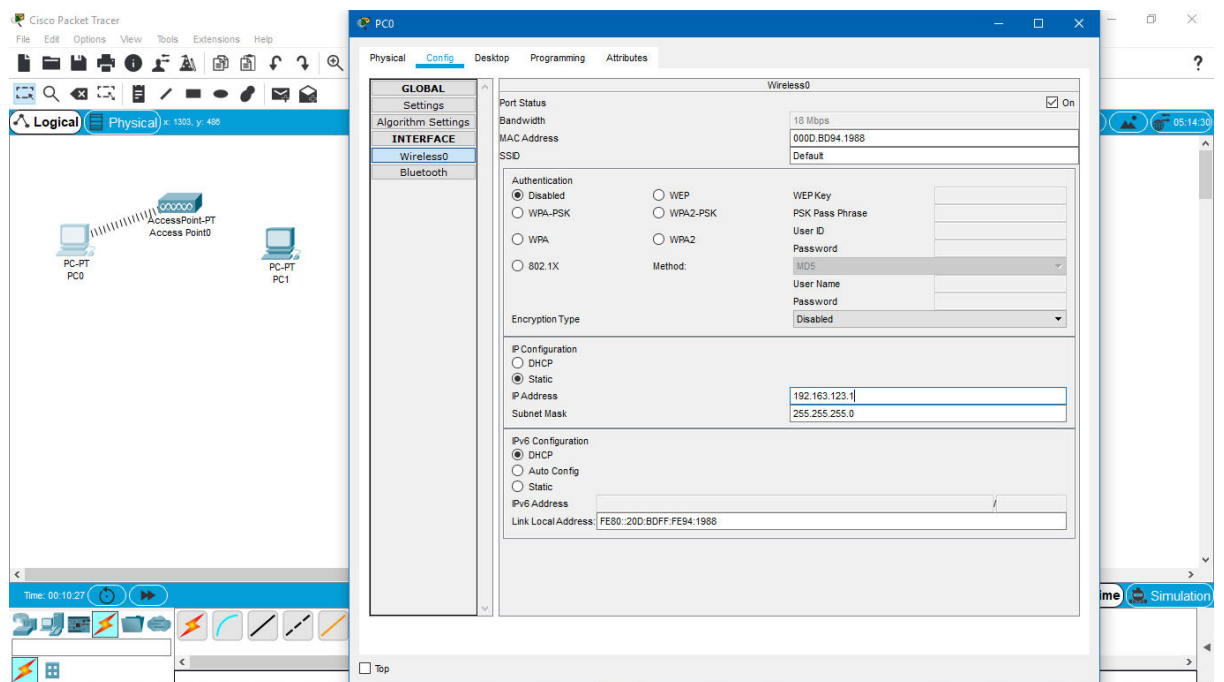 Cisco Packet Tracer
File Edit Options View Tools Extensions Help
Logical Physical x: 1303, y: 486
05:14:30
AccessPoint-PT
Access Point0
PC-PT
PC0
PC-PT
PC1
Time: 00:10:27
ime Simulation
?
PC0
Physical Config Desktop Programming Attributes
GLOBAL
Settings
Algorithm Settings
INTERFACE
Wireless0
Bluetooth
Wireless0
Port Status On
Bandwidth 18 Mbps
MAC Address 000D.BD94.1988
SSID Default
Authentication
Disabled WEP WEP Key
WPA-PSK WPA2-PSK PSK Pass Phrase
User ID
WPA WPA2 Password
802.1X Method: MD5
User Name
Password
Encryption Type Disabled
IP Configuration
DHCP
Static
IP Address 192.163.123.1
Subnet Mask 255.255.255.0
IPv6 Configuration
DHCP
Auto Config
Static
IPv6 Address /
Link Local Address: FE80::20D:BDFF:FE94:1988
Top